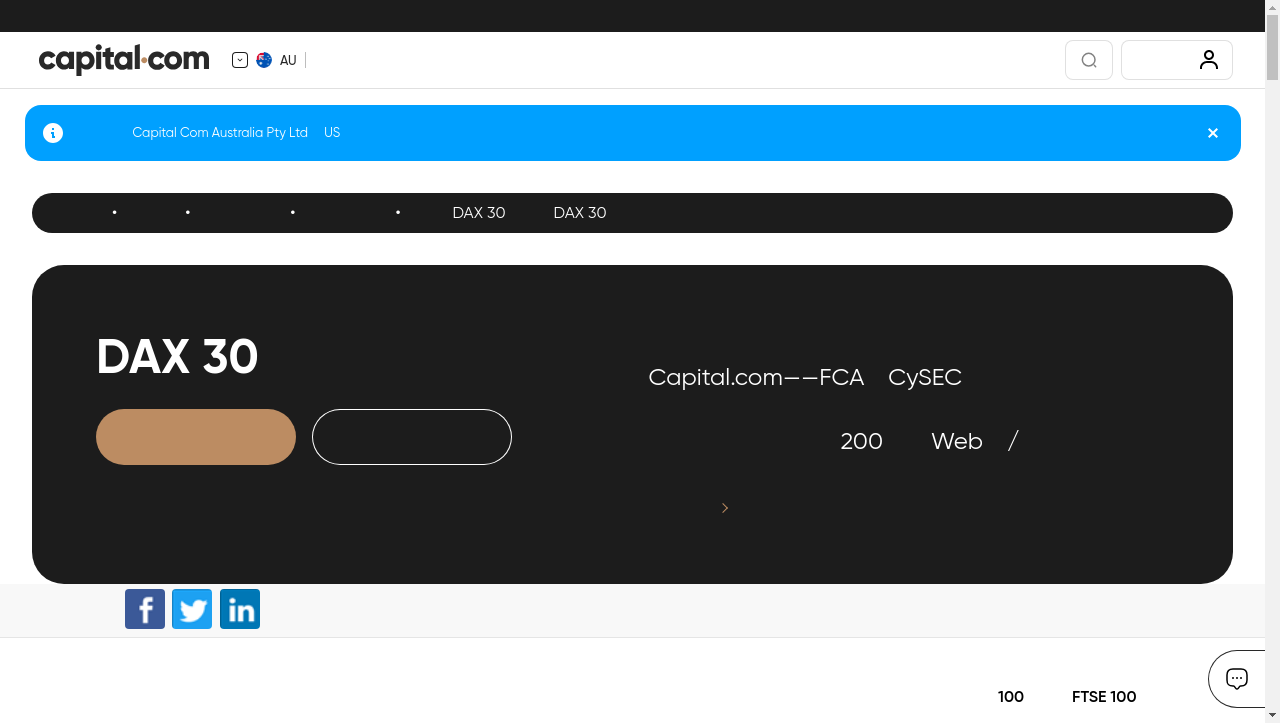 capital.com
AU
Capital Com Australia Pty Ltd US
• • • • DAX 30 DAX 30
DAX 30
Capital.com——FCA CySEC
200 Web /
100 FTSE 100